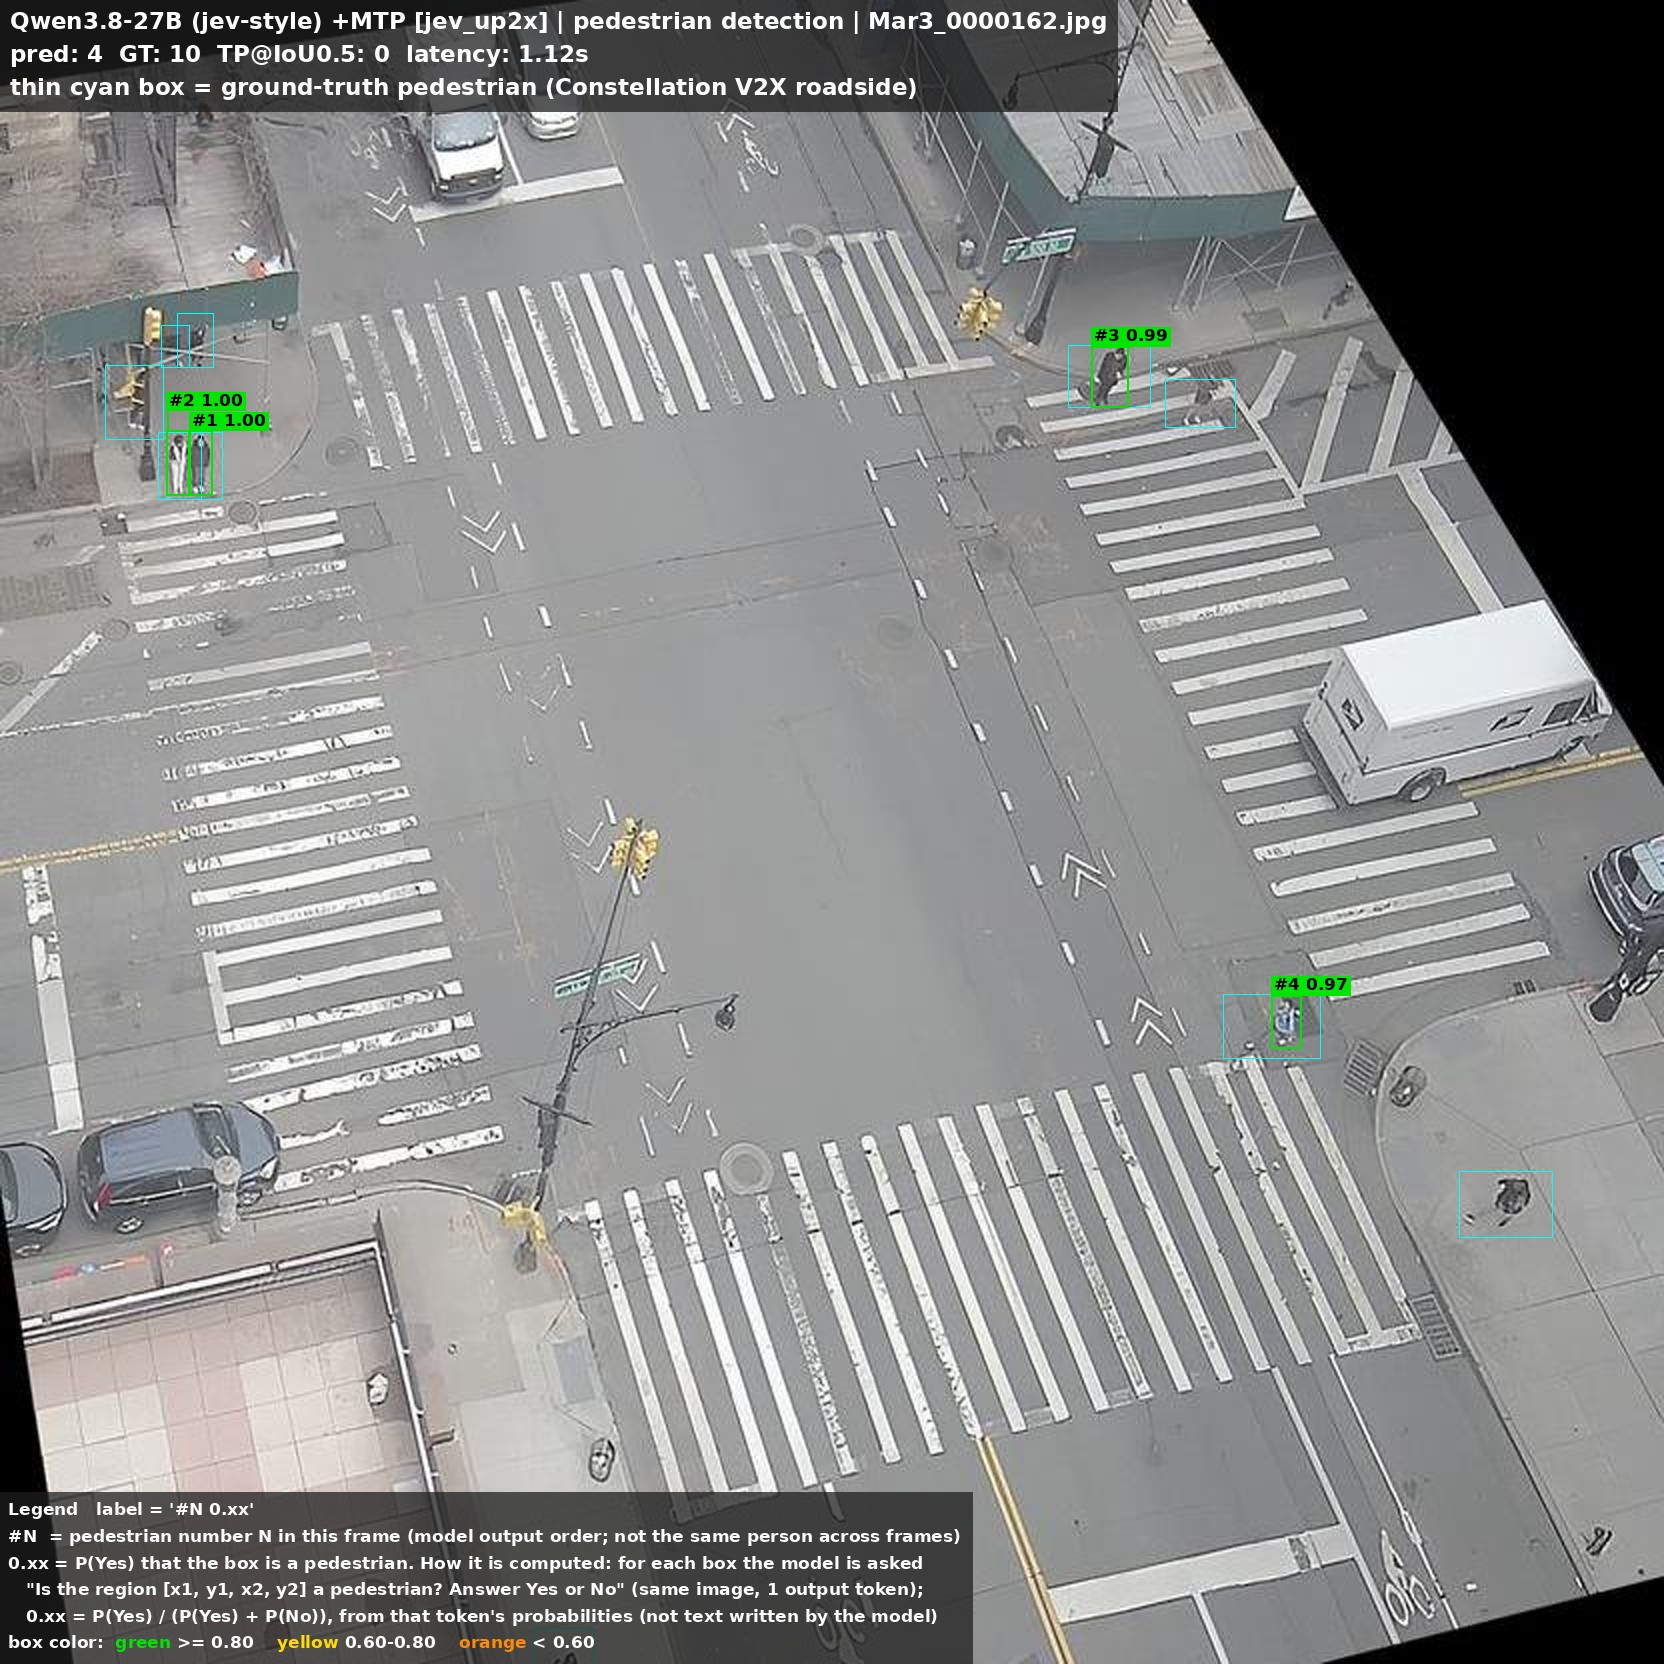 Qwen3.8-27B (jev-style) +MTP [jev_up2x] | pedestrian detection | Mar3_0000162.jpg
pred: 4  GT: 10  TP@IoU0.5: 0  latency: 1.12s
thin cyan box = ground-truth pedestrian (Constellation V2X roadside)
#3 0.99
#2 1.00
#1 1.00
#4 0.97
Legend   label = '#N 0.xx'
#N  = pedestrian number N in this frame (model output order; not the same person across frames)
0.xx = P(Yes) that the box is a pedestrian. How it is computed: for each box the model is asked
"Is the region [x1, y1, x2, y2] a pedestrian? Answer Yes or No" (same image, 1 output token);
0.xx = P(Yes) / (P(Yes) + P(No)), from that token's probabilities (not text written by the model)
box color:  green >= 0.80    yellow 0.60-0.80    orange < 0.60